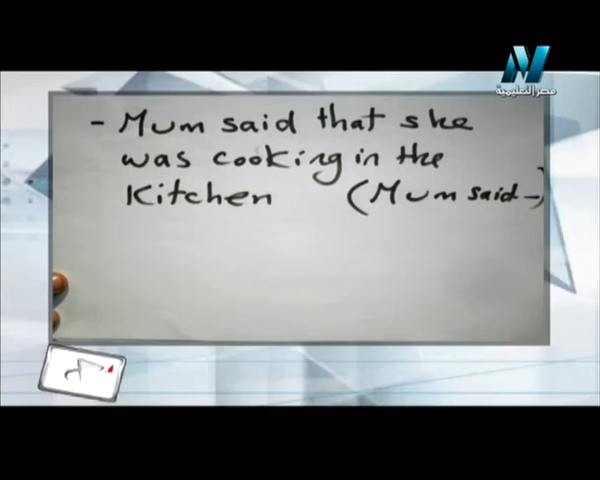 مصر التعليمية
- Mum said that she
was cooking in the
Kitchen (Mum said -)